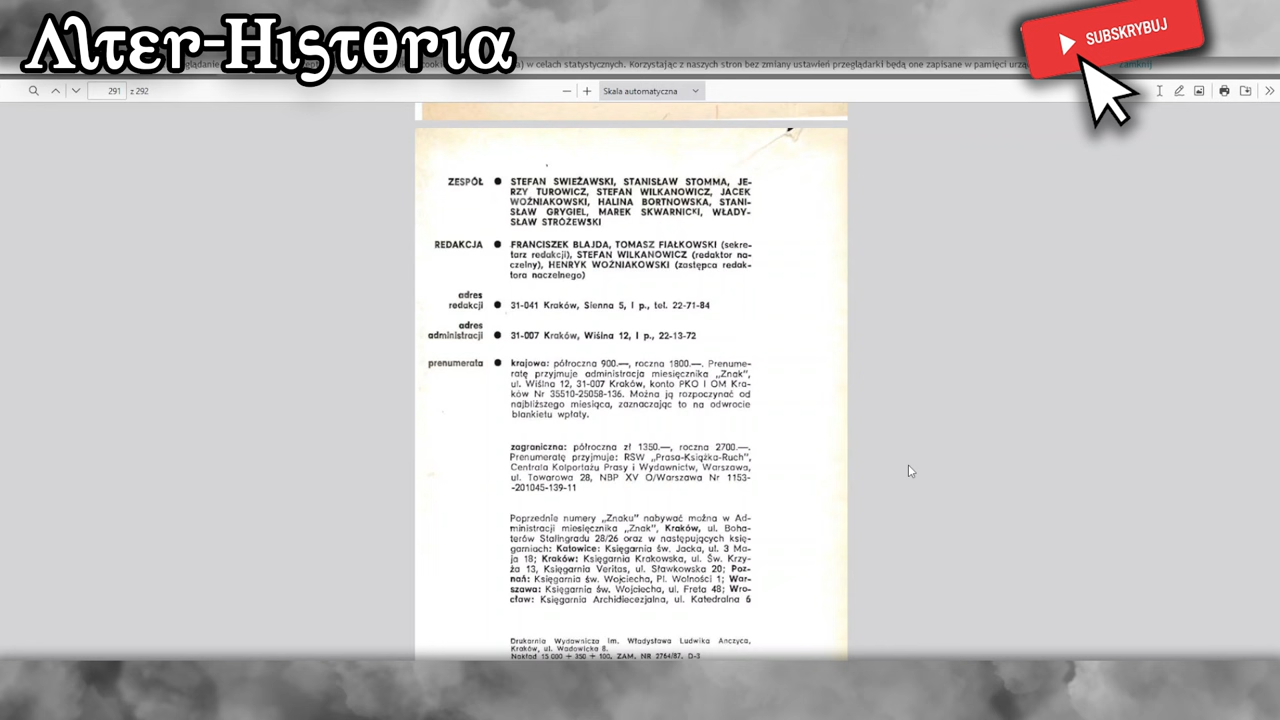 Alter-Historia
SUBSKRYBUJ
) w celach statystycznych. Korzystając z naszych stron bez zmiany ustawień przeglądarki będą one zapisane w pamięci
Zamknij
291 z 292
Skala automatyczna
ZESPÓŁ ● STEFAN SWIEŻAWSKI, STANISŁAW STOMMA, JE-
RZY TUROWICZ, STEFAN WILKANOWICZ, JACEK
WOŹNIAKOWSKI, HALINA BORTNOWSKA, STANI-
SŁAW GRYGIEL, MAREK SKWARNICKI, WŁADY-
SŁAW STRÓŻEWSKI
REDAKCJA ● FRANCISZEK BLAJDA, TOMASZ FIAŁKOWSKI (sekre-
tarz redakcji), STEFAN WILKANOWICZ (redaktor na-
czelny), HENRYK WOŹNIAKOWSKI (zastępca redak-
tora naczelnego)
adres
redakcji ● 31-041 Kraków, Sienna 5, I p., tel. 22-71-84
adres
administracji ● 31-007 Kraków, Wiślna 12, I p., 22-13-72
prenumerata ● krajowa: półroczna 900.—, roczna 1800.—. Prenume-
ratę przyjmuje administracja miesięcznika „Znak",
ul. Wiślna 12, 31-007 Kraków, konto PKO I OM Kra-
ków Nr 35510-25058-136. Można ją rozpoczynać od
najbliższego miesiąca, zaznaczając to na odwrocie
blankietu wpłaty.
zagraniczna: półroczna zł 1350.—, roczna 2700.—.
Prenumeratę przyjmuje: RSW „Prasa-Książka-Ruch",
Centrala Kolportażu Prasy i Wydawnictw, Warszawa,
ul. Towarowa 28, NBP XV O/Warszawa Nr 1153-
-201045-139-11
Poprzednie numery „Znaku" nabywać można w Ad-
ministracji miesięcznika „Znak", Kraków, ul. Boha-
terów Stalingradu 28/26 oraz w następujących księ-
garniach: Katowice: Księgarnia św. Jacka, ul. 3 Ma-
ja 18; Kraków: Księgarnia Krakowska, ul. Św. Krzy-
ża 13, Księgarnia Veritas, ul. Sławkowska 20; Poz-
nań: Księgarnia św. Wojciecha, Pl. Wolności 1; War-
szawa: Księgarnia św. Wojciecha, ul. Freta 48; Wro-
cław: Księgarnia Archidiecezjalna, ul. Katedralna 6
Drukarnia Wydawnicza im. Władysława Ludwika Anczyca,
Kraków, ul. Wadowicka 8.
Nakład 15 000 + 350 + 100, ZAM. NR 2764/87, D-3